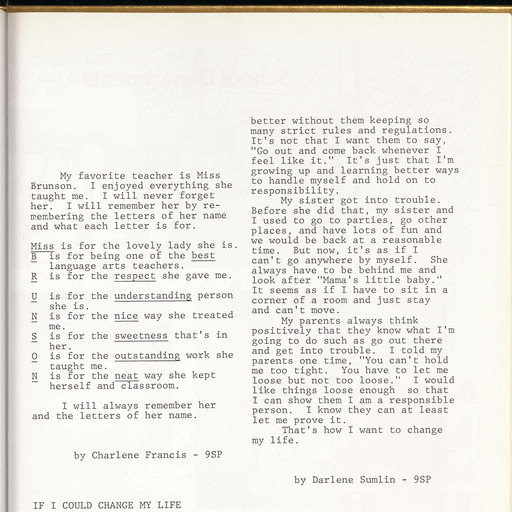 My favorite teacher is Miss
Brunson. I enjoyed everything she
taught me. I will never forget
her. I will remember her by re-
membering the letters of her name
and what each letter is for.
Miss is for the lovely lady she is.
B is for being one of the best
language arts teachers.
R is for the respect she gave me.
U is for the understanding person
she is.
N is for the nice way she treated
me.
S is for the sweetness that's in
her.
O is for the outstanding work she
taught me.
N is for the neat way she kept
herself and classroom.
I will always remember her
and the letters of her name.
by Charlene Francis - 9SP
IF I COULD CHANGE MY LIFE
better without them keeping so
many strict rules and regulations.
It's not that I want them to say,
"Go out and come back whenever I
feel like it." It's just that I'm
growing up and learning better ways
to handle myself and hold on to
responsibility.
My sister got into trouble.
Before she did that, my sister and
I used to go to parties, go other
places, and have lots of fun and
we would be back at a reasonable
time. But now, it's as if I
can't go anywhere by myself. She
always have to be behind me and
look after "Mama's little baby."
It seems as if I have to sit in a
corner of a room and just stay
and can't move.
My parents always think
positively that they know what I'm
going to do such as go out there
and get into trouble. I told my
parents one time, "You can't hold
me too tight. You have to let me
loose but not too loose." I would
like things loose enough so that
I can show them I am a responsible
person. I know they can at least
let me prove it.
That's how I want to change
my life.
by Darlene Sumlin - 9SP